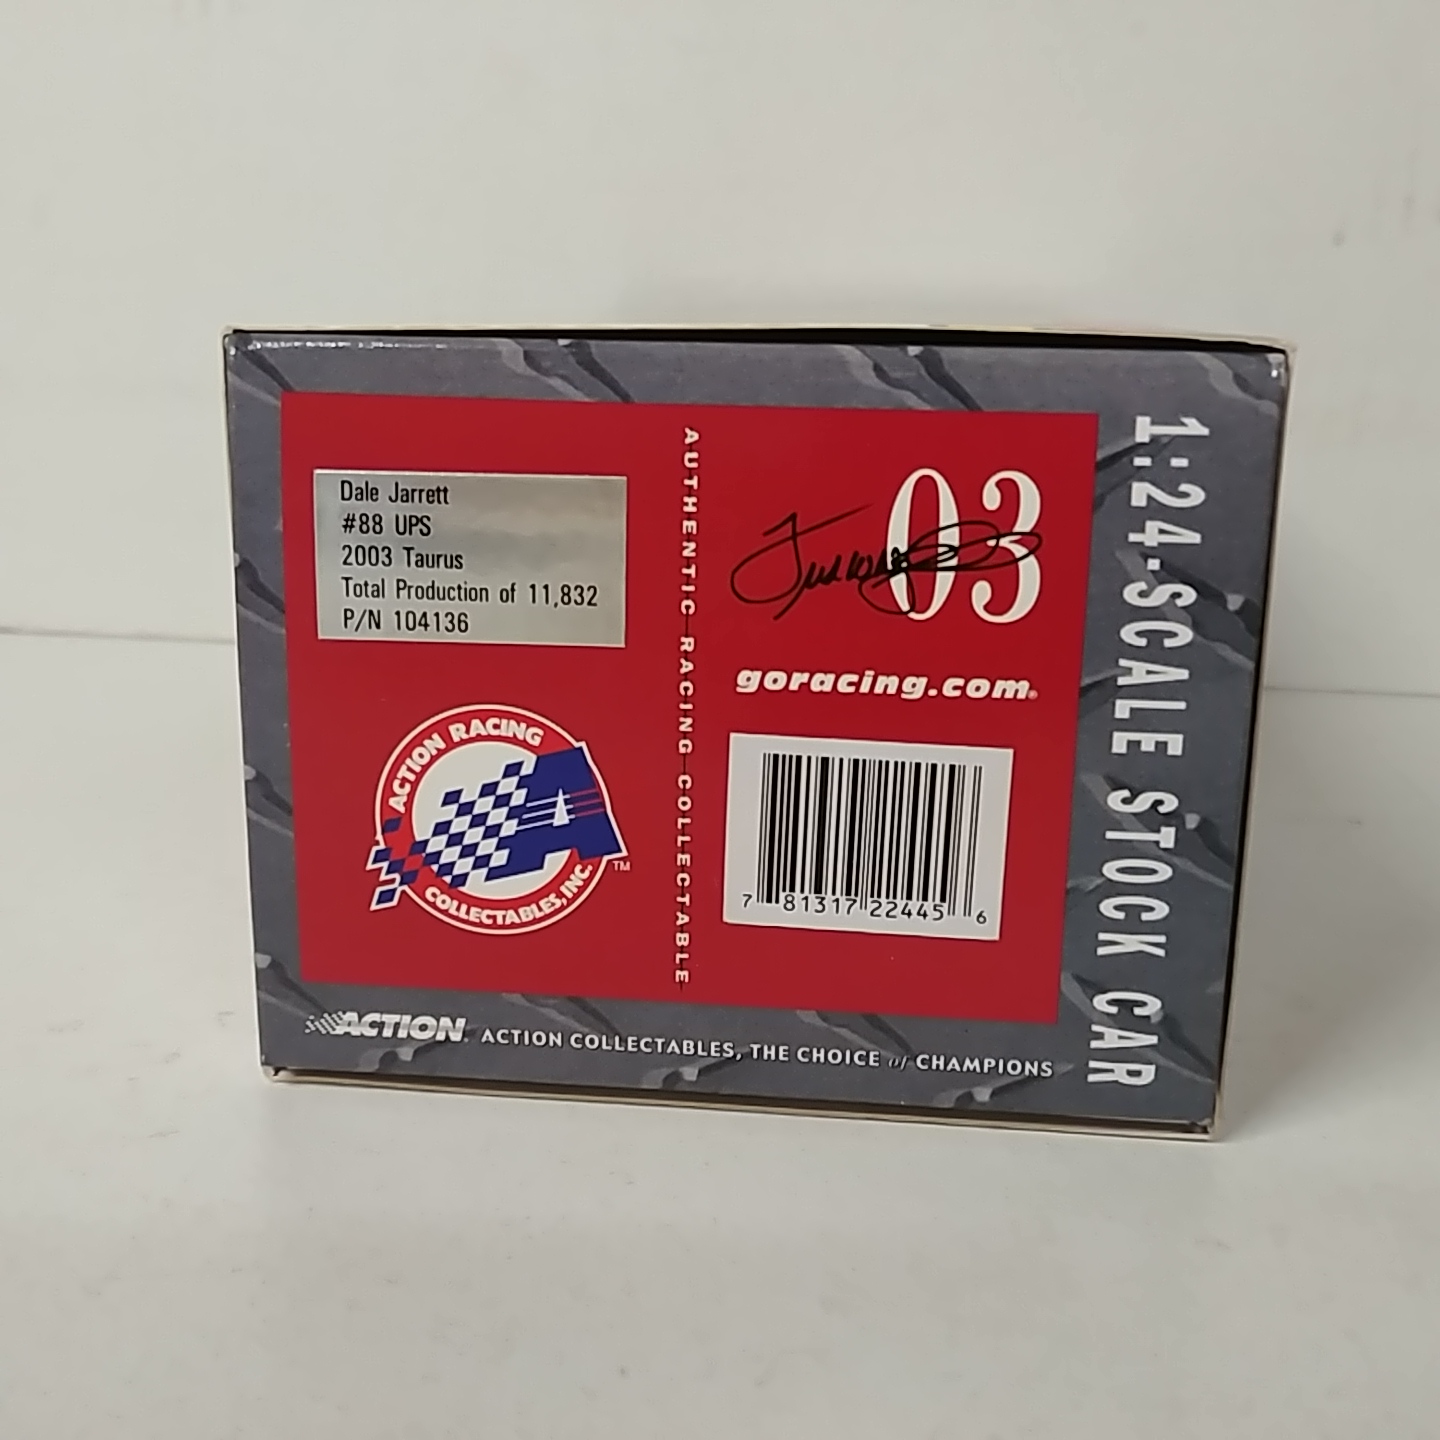 Dale Jarrett
#88 UPS
2003 Taurus
Total Production of 11,832
P/N 104136
ACTION RACING
COLLECTABLES, INC.
TM
AUTHENTIC RACING COLLECTABLE
03
goracing.com
7 81317 22445 6
1:24-SCALE STOCK CAR
ACTION
ACTION COLLECTABLES, THE CHOICE of CHAMPIONS